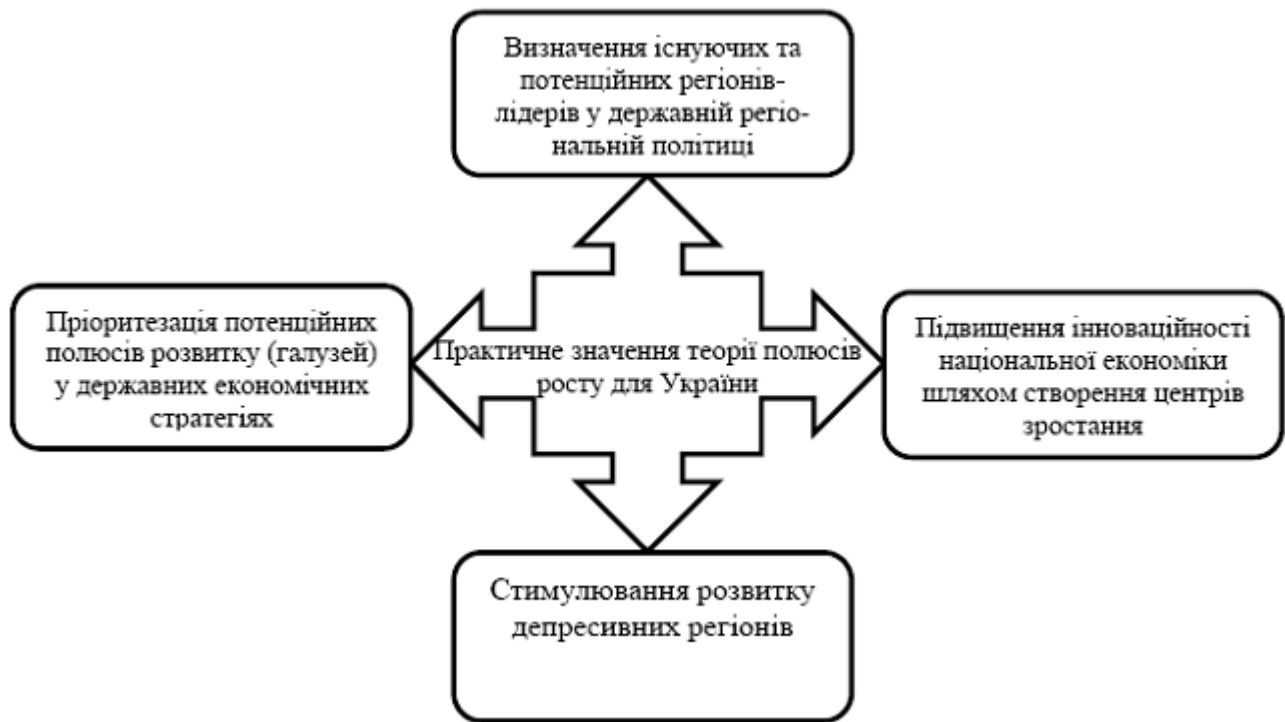 Визначення існуючих та
потенційних регіонів-
лідерів у державній регіо-
нальній політиці
Пріоритезація потенційних
полюсів розвитку (галузей)
у державних економічних
стратегіях
Практичне значення теорії полюсів
росту для України
Підвищення інноваційності
національної економіки
шляхом створення центрів
зростання
Стимулювання розвитку
депресивних регіонів